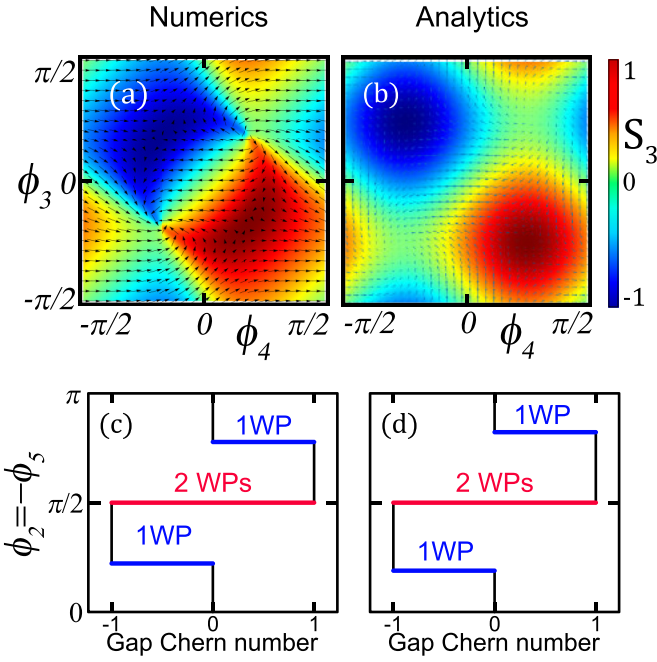 Numerics
Analytics
π/2
(a)
(b)
1
S₃
ϕ₃
0
0
-π/2
-1
-π/2
0
ϕ₄
π/2
-π/2
0
ϕ₄
π/2
π
(c)
1WP
(d)
1WP
ϕ₂=−ϕ₅
π/2
2 WPs
2 WPs
1WP
1WP
0
-1
0
1
-1
0
1
Gap Chern number
Gap Chern number